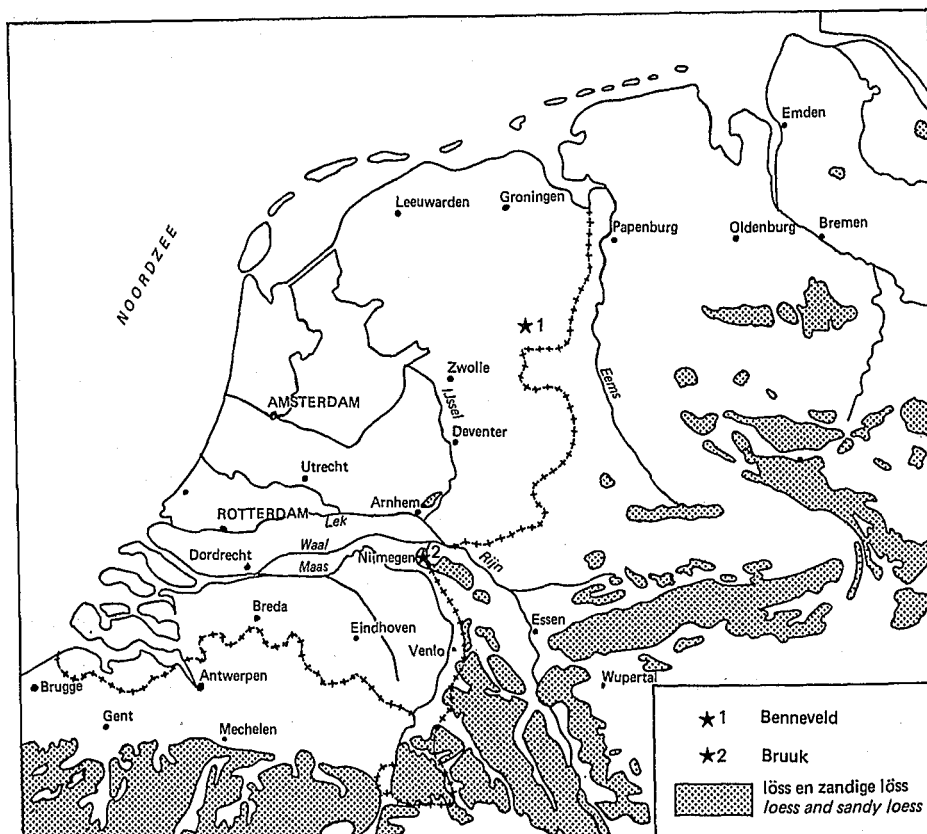 Emden
Leeuwarden
Groningen
Papenburg
Oldenburg
Bremen
NOORDZEE
1
Zwolle
Eems
IJssel
AMSTERDAM
Deventer
Utrecht
Arnhem
ROTTERDAM
Lek
Waal
Dordrecht
Nijmegen
2
Rijn
Maas
Breda
Eindhoven
Essen
Venlo
Wupertal
Brugge
Antwerpen
Gent
Mechelen
1 Benneveld
2 Bruuk
löss en zandige löss
loess and sandy loess